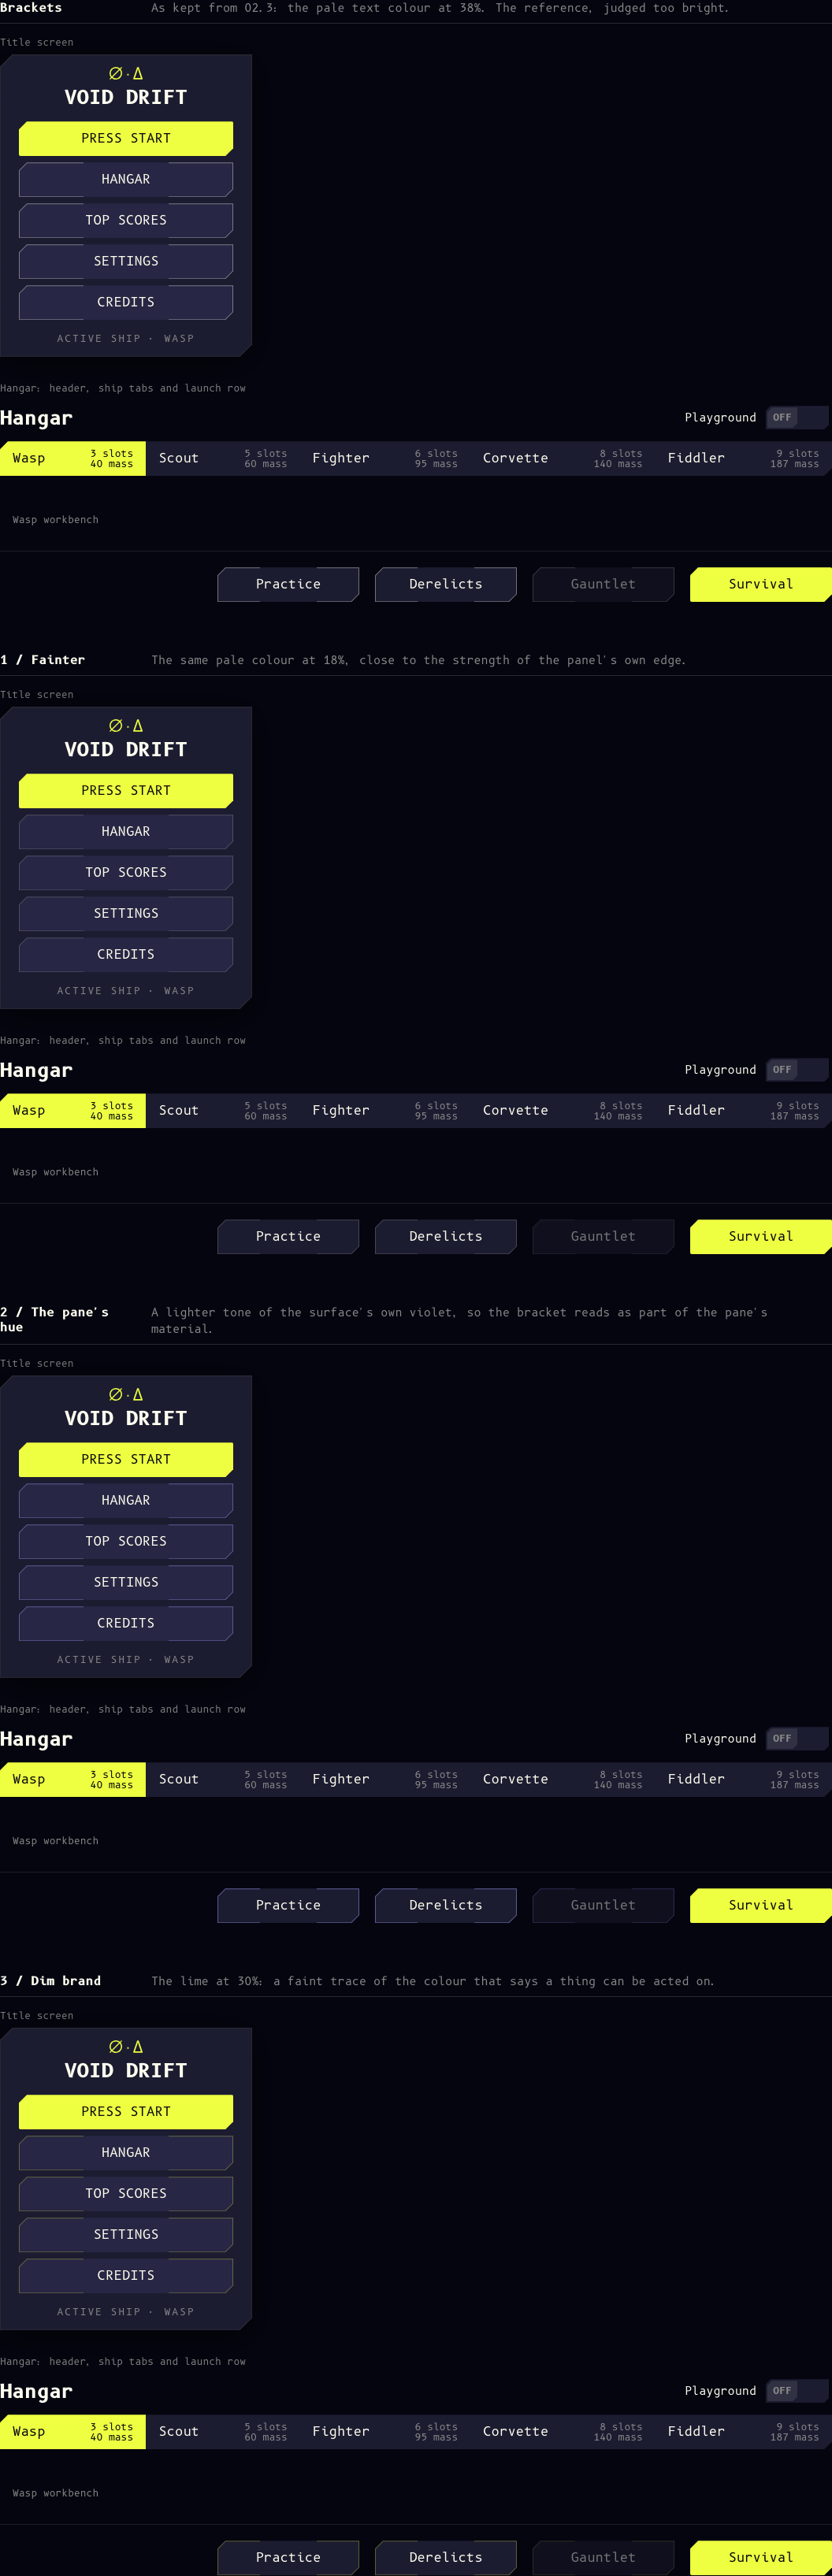 Brackets As kept from 02.3: the pale text colour at 38%. The reference, judged too bright.
Title screen
Ø·Δ
VOID DRIFT
PRESS START
HANGAR
TOP SCORES
SETTINGS
CREDITS
ACTIVE SHIP · WASP
Hangar: header, ship tabs and launch row
Hangar Playground OFF
Wasp 3 slots 40 mass Scout 5 slots 60 mass Fighter 6 slots 95 mass Corvette 8 slots 140 mass Fiddler 9 slots 187 mass
Wasp workbench
Practice Derelicts Gauntlet Survival
1 / Fainter The same pale colour at 18%, close to the strength of the panel's own edge.
Title screen
Ø·Δ
VOID DRIFT
PRESS START
HANGAR
TOP SCORES
SETTINGS
CREDITS
ACTIVE SHIP · WASP
Hangar: header, ship tabs and launch row
Hangar Playground OFF
Wasp 3 slots 40 mass Scout 5 slots 60 mass Fighter 6 slots 95 mass Corvette 8 slots 140 mass Fiddler 9 slots 187 mass
Wasp workbench
Practice Derelicts Gauntlet Survival
2 / The pane's hue A lighter tone of the surface's own violet, so the bracket reads as part of the pane's
material.
Title screen
Ø·Δ
VOID DRIFT
PRESS START
HANGAR
TOP SCORES
SETTINGS
CREDITS
ACTIVE SHIP · WASP
Hangar: header, ship tabs and launch row
Hangar Playground OFF
Wasp 3 slots 40 mass Scout 5 slots 60 mass Fighter 6 slots 95 mass Corvette 8 slots 140 mass Fiddler 9 slots 187 mass
Wasp workbench
Practice Derelicts Gauntlet Survival
3 / Dim brand The lime at 30%: a faint trace of the colour that says a thing can be acted on.
Title screen
Ø·Δ
VOID DRIFT
PRESS START
HANGAR
TOP SCORES
SETTINGS
CREDITS
ACTIVE SHIP · WASP
Hangar: header, ship tabs and launch row
Hangar Playground OFF
Wasp 3 slots 40 mass Scout 5 slots 60 mass Fighter 6 slots 95 mass Corvette 8 slots 140 mass Fiddler 9 slots 187 mass
Wasp workbench
Practice Derelicts Gauntlet Survival